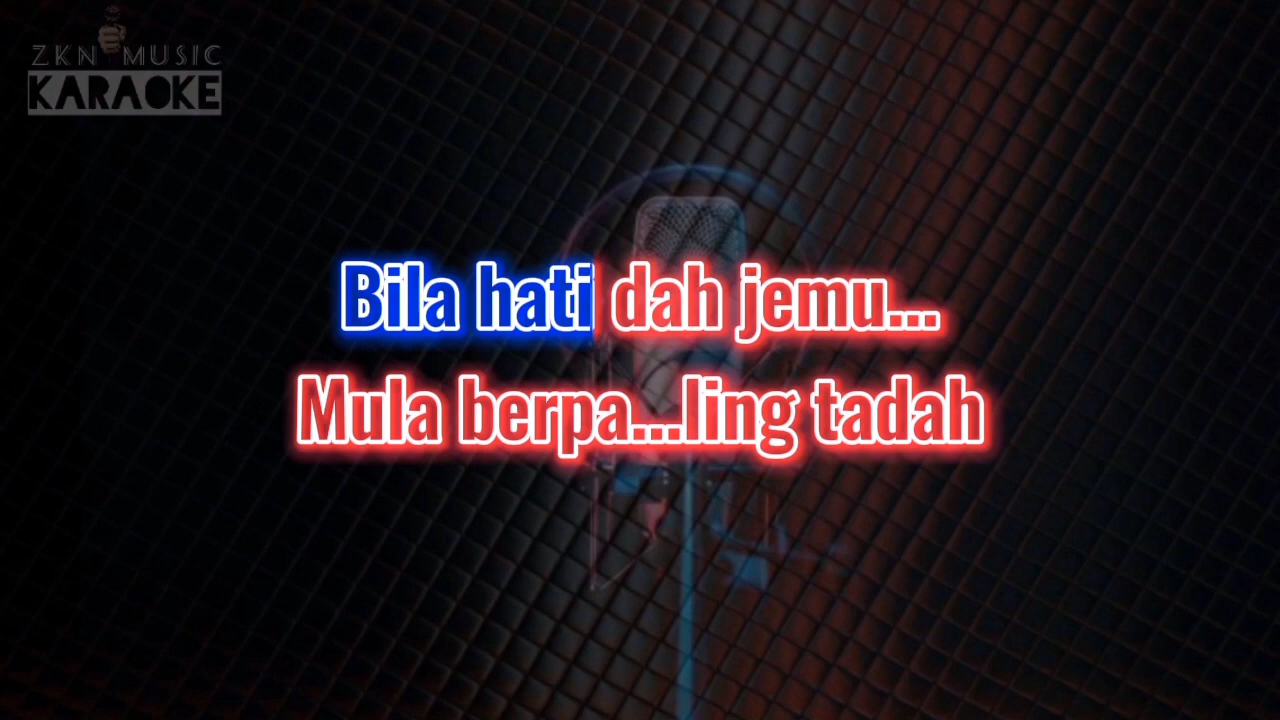 ZKN MUSIC
KARAOKE
Bila hati dah jemu...
Mula berpa...ling tadah